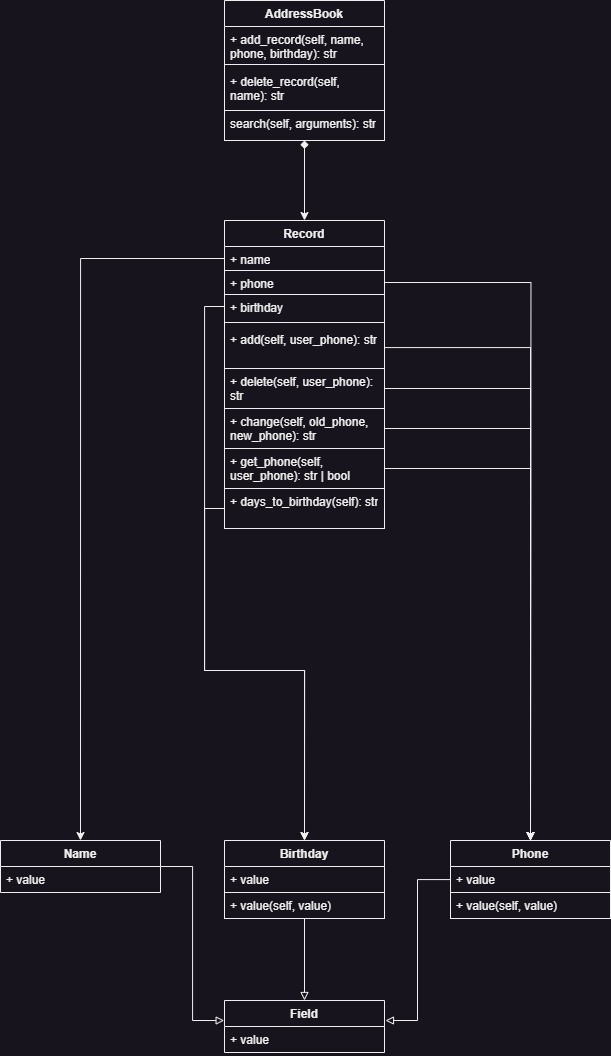 AddressBook
+ add_record(self, name,
phone, birthday): str
+ delete_record(self,
name): str
search(self, arguments): str
Record
+ name
+ phone
+ birthday
+ add(self, user_phone): str
+ delete(self, user_phone):
str
+ change(self, old_phone,
new_phone): str
+ get_phone(self,
user_phone): str | bool
+ days_to_birthday(self): str
Name
+ value
Birthday
+ value
+ value(self, value)
Phone
+ value
+ value(self, value)
Field
+ value